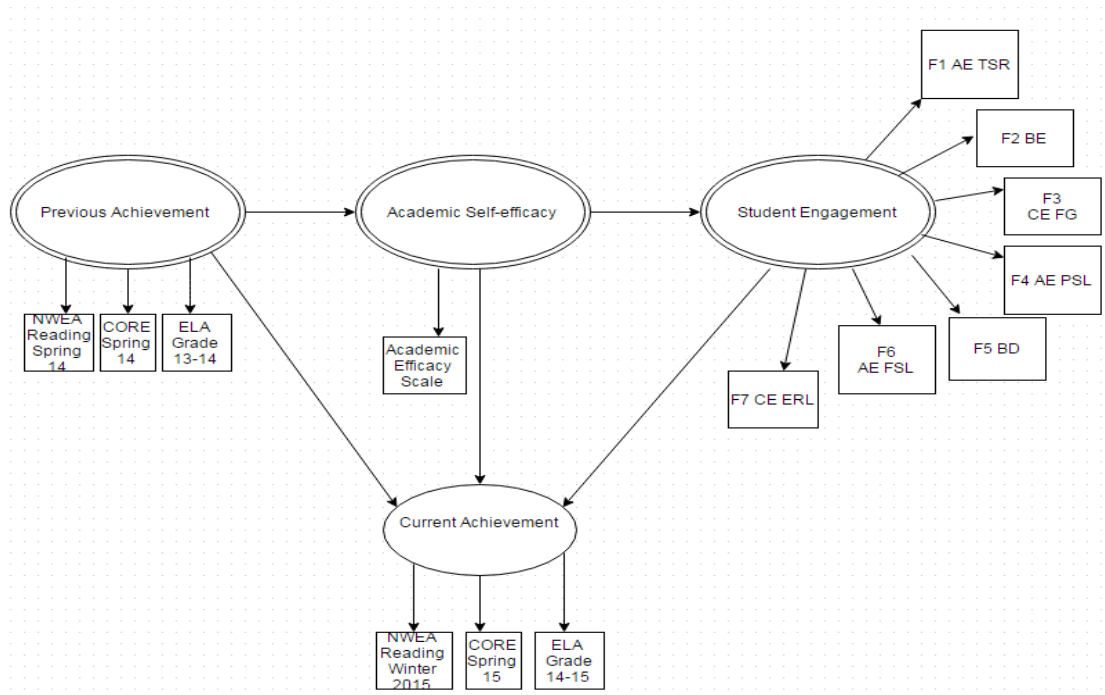 F1 AE TSR
F2 BE
Previous Achievement
Academic Self-efficacy
Student Engagement
F3
CE FG
F4 AE PSL
NWEA
Reading
Spring
14
CORE
Spring
14
ELA
Grade
13-14
Academic
Efficacy
Scale
F5 BD
F6
AE FSL
F7 CE ERL
Current Achievement
NWEA
Reading
Winter
2015
CORE
Spring
15
ELA
Grade
14-15